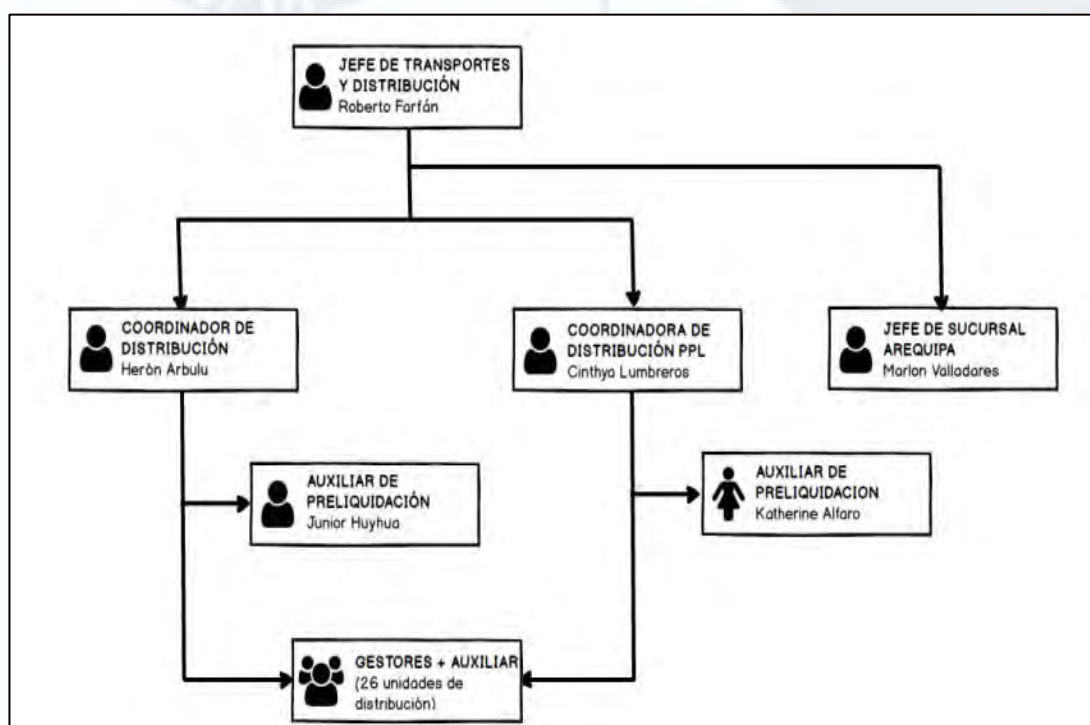 JEFE DE TRANSPORTES
Y DISTRIBUCIÓN
Roberto Farfán
COORDINADOR DE
DISTRIBUCIÓN
Herón Arbulu
COORDINADORA DE
DISTRIBUCIÓN PPL
Cinthya Lumbreros
JEFE DE SUCURSAL
AREQUIPA
Marlon Valladares
AUXILIAR DE
PRELIQUIDACIÓN
Junior Huyhua
AUXILIAR DE
PRELIQUIDACION
Katherine Alfaro
GESTORES + AUXILIAR
(26 unidades de
distribución)